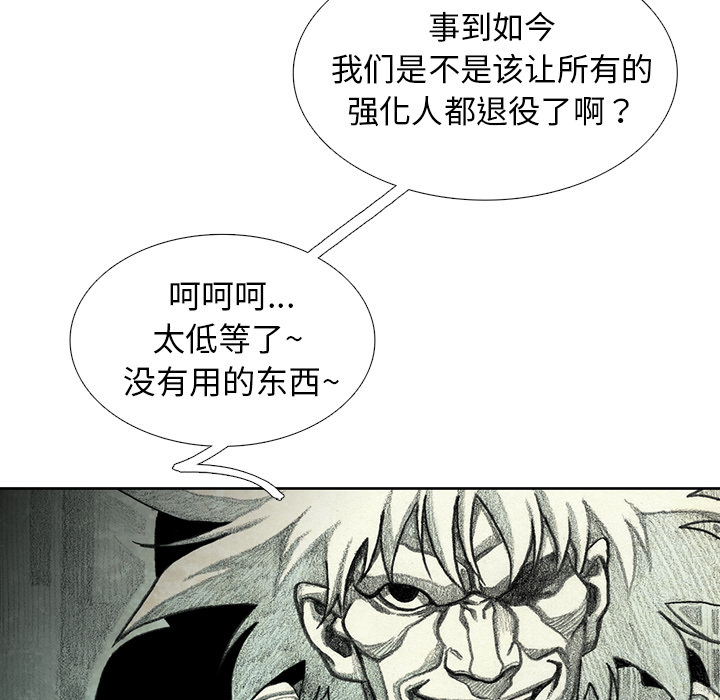 事到如今
我们是不是该让所有的
强化人都退役了啊？
呵呵呵...
太低等了~
没有用的东西~